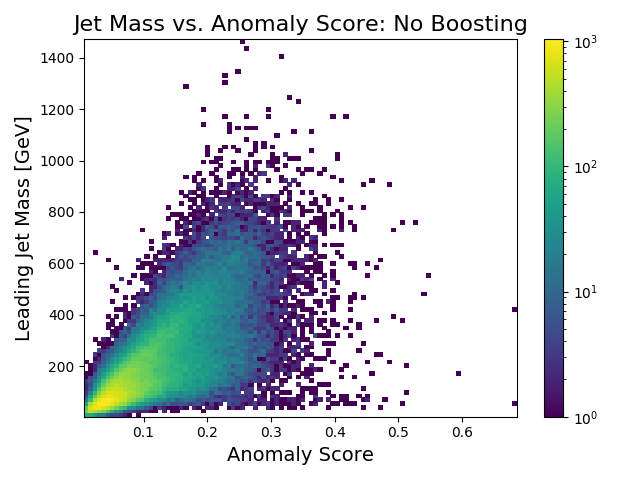 Jet Mass vs. Anomaly Score: No Boosting
Leading Jet Mass [GeV]
1400
1200
1000
800
600
400
200
0.1 0.2 0.3 0.4 0.5 0.6
Anomaly Score
10³
10²
10¹
10⁰